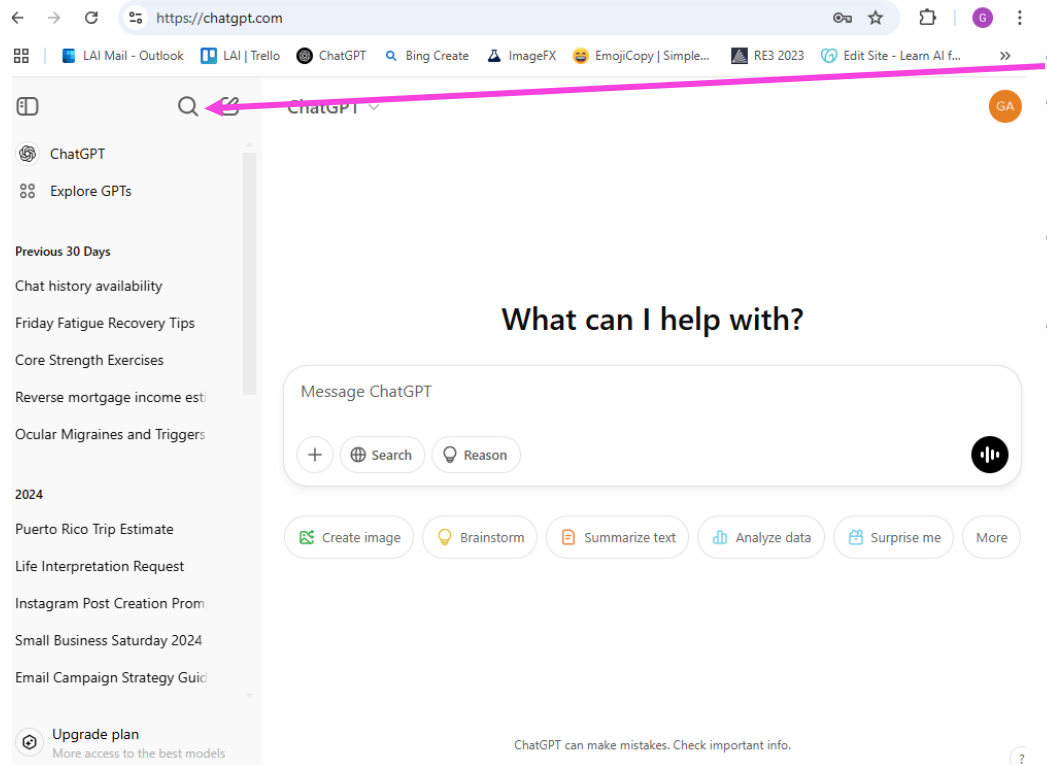 https://chatgpt.com
G
LAI Mail - Outlook
LAI | Trello
ChatGPT
Bing Create
ImageFX
EmojiCopy | Simple...
RE3 2023
Edit Site - Learn AI f...
»
ChatGPT
GA
ChatGPT
Explore GPTs
Previous 30 Days
Chat history availability
Friday Fatigue Recovery Tips
Core Strength Exercises
Reverse mortgage income esti
Ocular Migraines and Triggers
2024
Puerto Rico Trip Estimate
Life Interpretation Request
Instagram Post Creation Prom
Small Business Saturday 2024
Email Campaign Strategy Guid
Upgrade plan
More access to the best models
What can I help with?
Message ChatGPT
Search
Reason
Create image
Brainstorm
Summarize text
Analyze data
Surprise me
More
ChatGPT can make mistakes. Check important info.
?